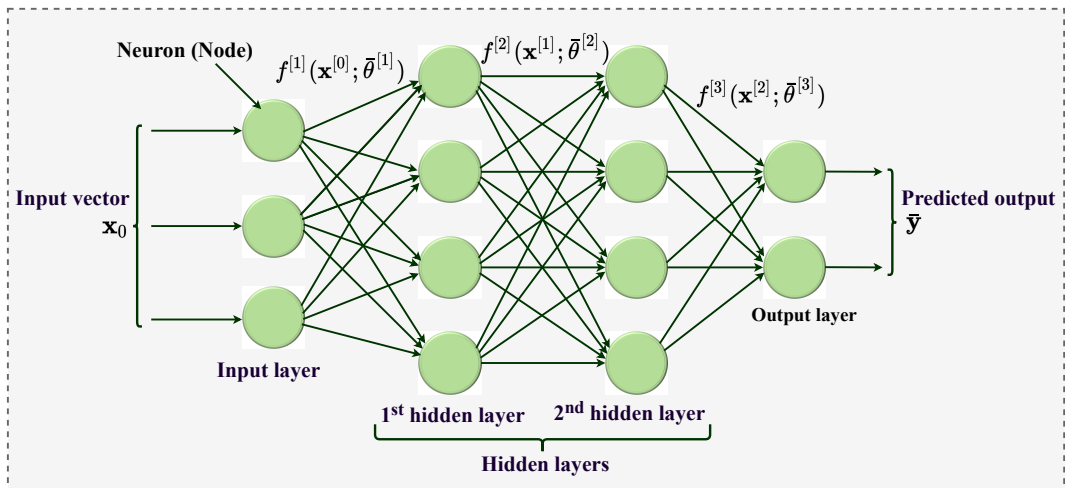 Neuron (Node)
f^{[1]}(𝐱^{[0]}; θ̄^{[1]})
f^{[2]}(𝐱^{[1]}; θ̄^{[2]})
f^{[3]}(𝐱^{[2]}; θ̄^{[3]})
Input vector
𝐱₀
Predicted output
𝐲̄
Output layer
Input layer
1st hidden layer
2nd hidden layer
Hidden layers